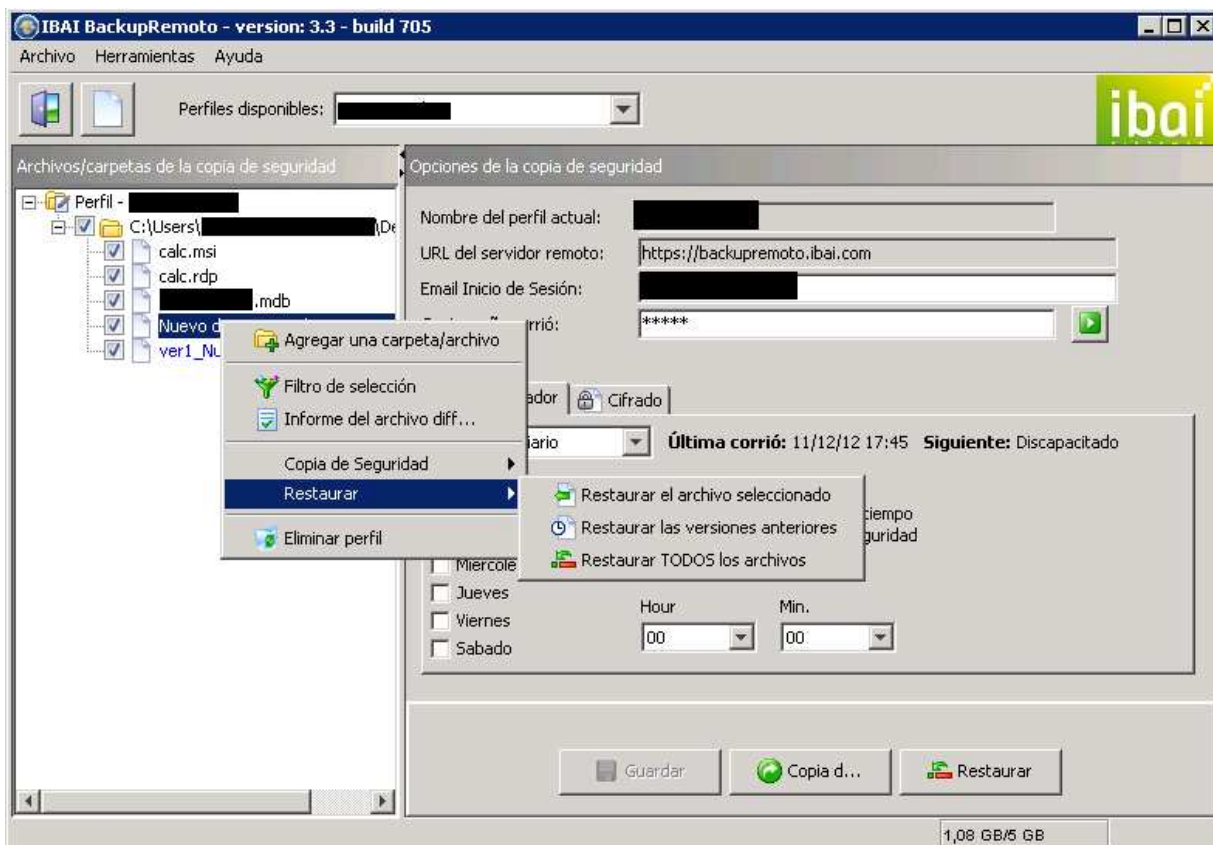 IBAI BackupRemoto - version: 3.3 - build 705
Archivo Herramientas Ayuda
Perfiles disponibles:
ibai
Archivos/carpetas de la copia de seguridad
Perfil -
C:\Users\ \De
calc.msi
calc.rdp
.mdb
Nuevo d
ver1_Nu
Agregar una carpeta/archivo
Filtro de selección
Informe del archivo diff...
Copia de Seguridad
Restaurar
Eliminar perfil
Restaurar el archivo seleccionado
Restaurar las versiones anteriores
Restaurar TODOS los archivos
Opciones de la copia de seguridad
Nombre del perfil actual:
URL del servidor remoto: https://backupremoto.ibai.com
Email Inicio de Sesión:
rrió: *****
ador Cifrado
iario Última corrió: 11/12/12 17:45 Siguiente: Discapacitado
tiempo
guridad
Miercole
Jueves
Viernes
Sabado
Hour Min.
00 00
Guardar Copia d... Restaurar
1,08 GB/5 GB